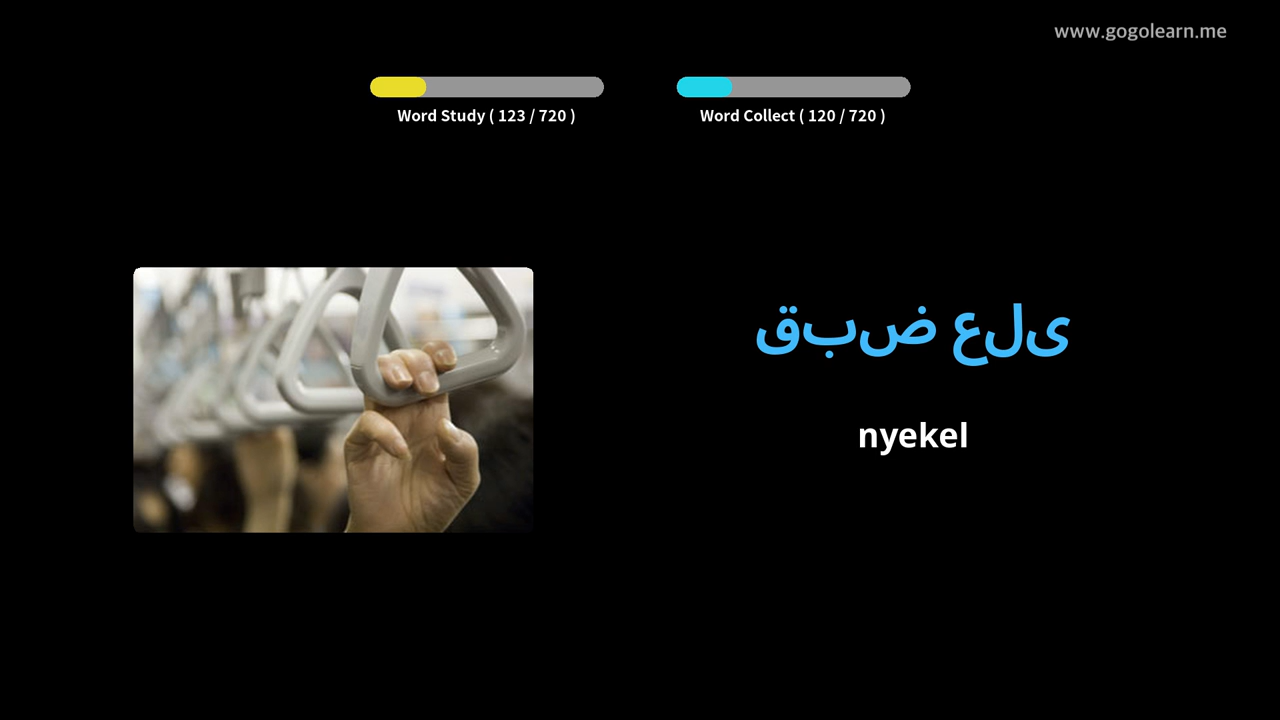 www.gogolearn.me
Word Study ( 123 / 720 )
Word Collect ( 120 / 720 )
قبض على
nyekel